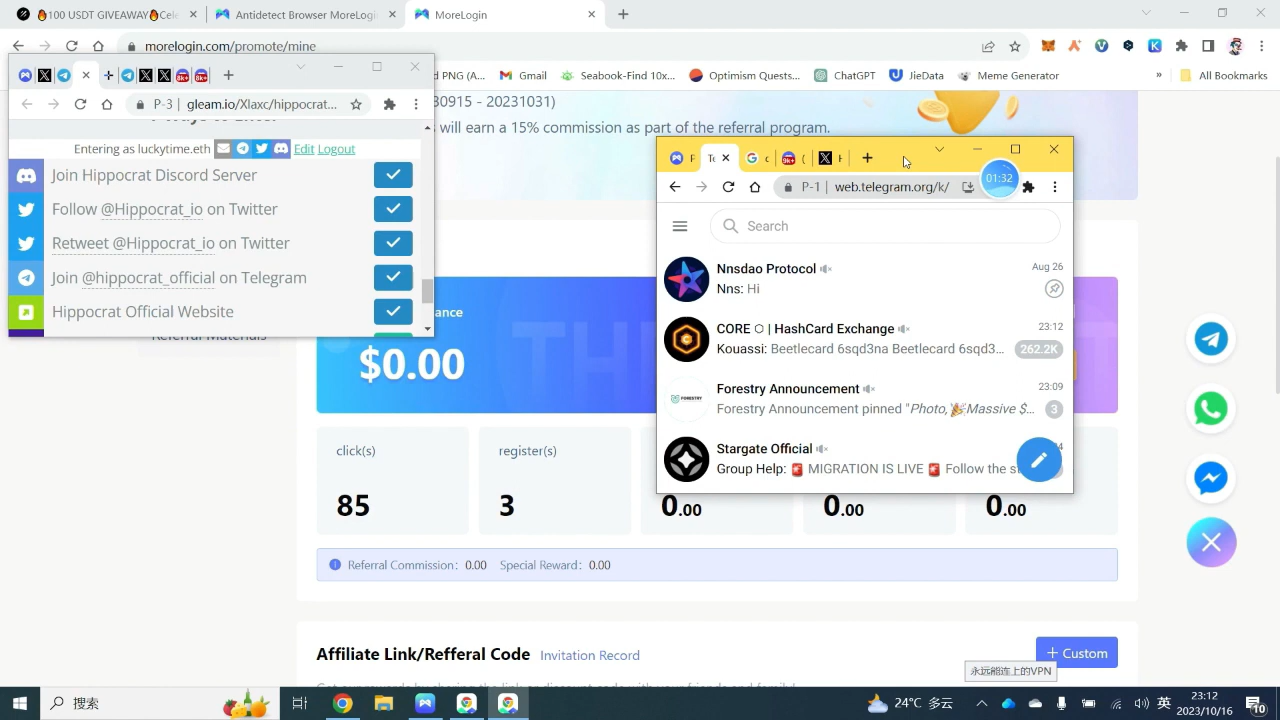 🔥100 USDT GIVEAWAY🔥Cele
Antidetect Browser MoreLogi
MoreLogin
morelogin.com/promote/mine
d PNG (A...
Gmail
Seabook-Find 10x...
Optimism Quests...
ChatGPT
JieData
Meme Generator
»
All Bookmarks
P-3
gleam.io/Xlaxc/hippocrat...
Entering as luckytime.eth
Edit Logout
Join Hippocrat Discord Server
Follow @Hippocrat_io on Twitter
Retweet @Hippocrat_io on Twitter
Join @hippocrat_official on Telegram
Hippocrat Official Website
30915 - 20231031)
will earn a 15% commission as part of the referral program.
Referral Materials
ance
$0.00
click(s)
85
register(s)
3
0.00
0.00
0.00
Referral Commission: 0.00 Special Reward: 0.00
Affiliate Link/Refferal Code
Invitation Record
+ Custom
永远能连上的VPN
9K+
01:32
P-1
web.telegram.org/k/
Search
Nnsdao Protocol
Aug 26
Nns: Hi
CORE ⬡ | HashCard Exchange
23:12
Kouassi: Beetlecard 6sqd3na Beetlecard 6sqd3...
262.2K
Forestry Announcement
23:09
Forestry Announcement pinned "Photo, 🎉Massive $...
3
FORESTRY
Stargate Official
Group Help: 🚨 MIGRATION IS LIVE 🚨 Follow the s
搜索
24°C 多云
英
23:12
2023/10/16
10